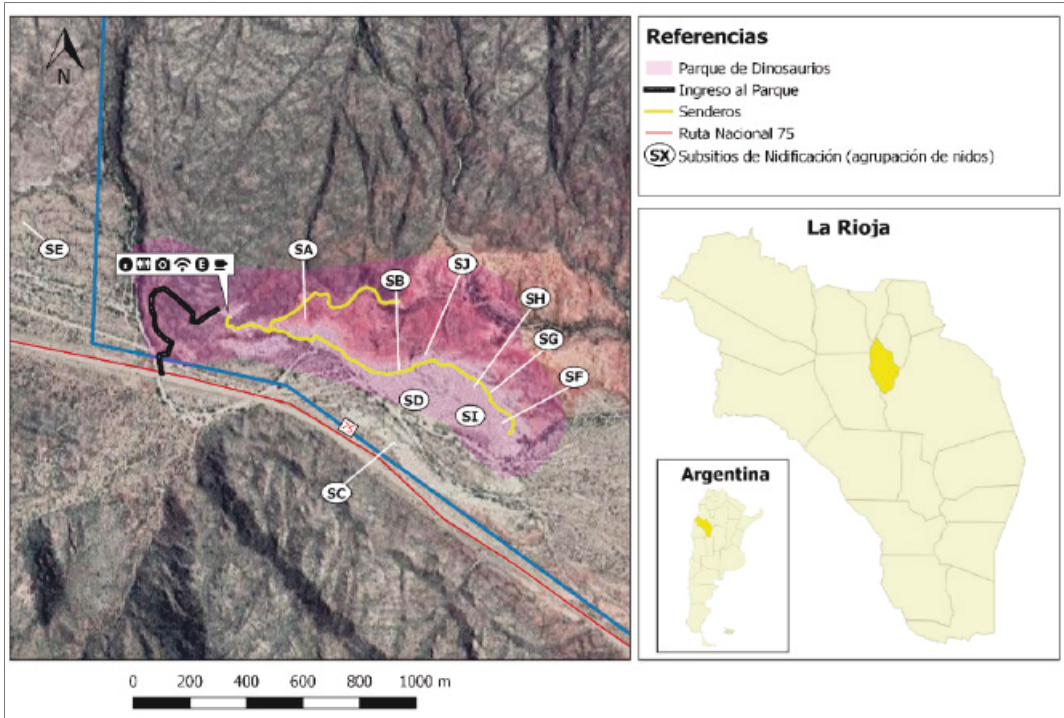 N
SE
SA
SB
SJ
SH
SG
SF
SD
SI
SC
75
E
0 200 400 600 800 1000 m
Referencias
Parque de Dinosaurios
Ingreso al Parque
Senderos
Ruta Nacional 75
SX Subsitios de Nidificación (agrupación de nidos)
La Rioja
Argentina